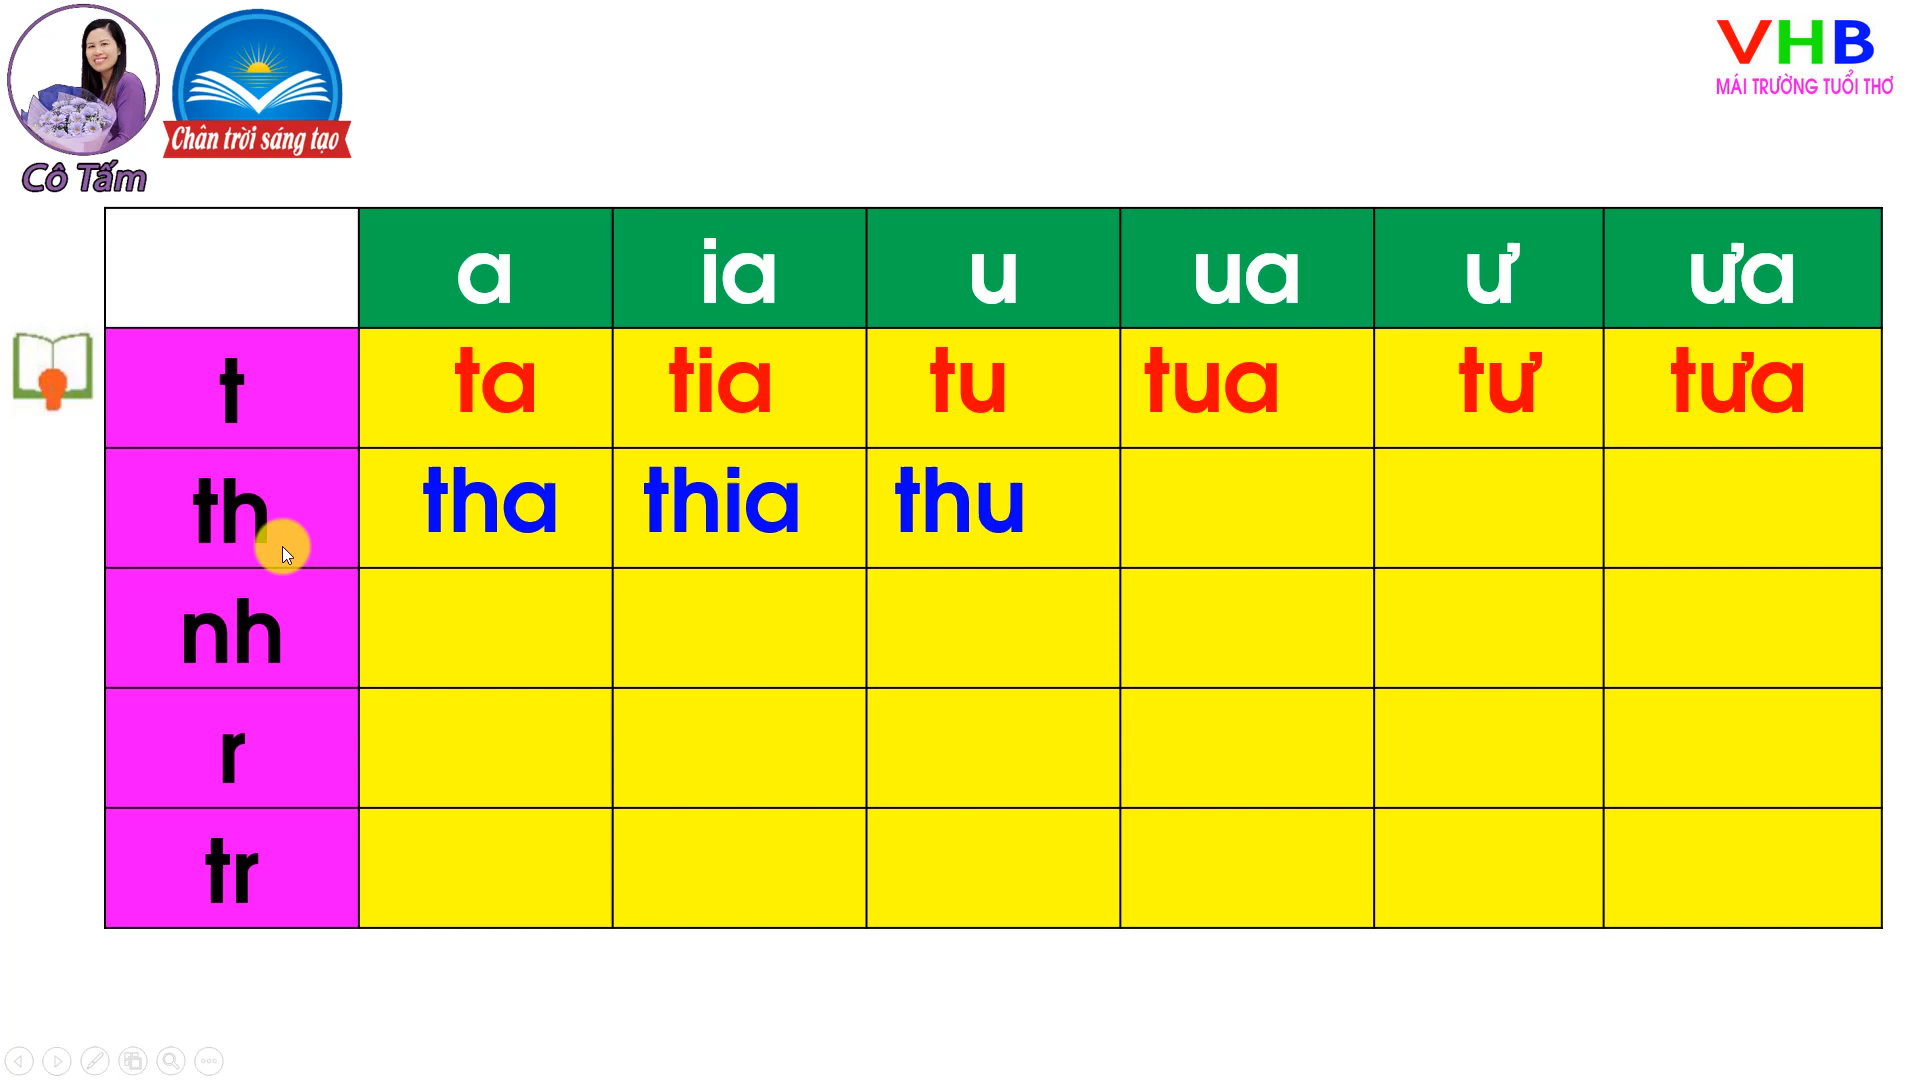 VHB
MÁI TRƯỜNG TUỔI THƠ
Chân trời sáng tạo
Cô Tấm
a ia u ua ư ưa
t ta tia tu tua tư tưa
th tha thia thu
nh
r
tr